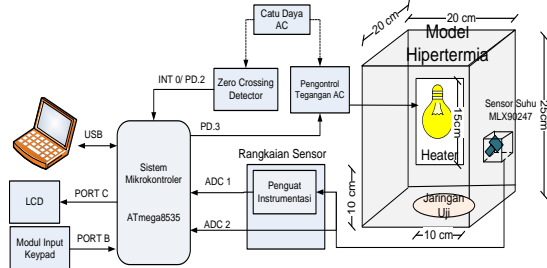 20 cm
20 cm
Catu Daya
AC
Model
Hipertermia
INT 0/ PD.2
Zero Crossing
Detector
Pengontrol
Tegangan AC
Sensor Suhu
MLX90247
25cm
15cm
Heater
USB
PD.3
Sistem
Mikrokontroler
ATmega8535
Rangkaian Sensor
Penguat
Instrumentasi
ADC 1
ADC 2
LCD
PORT C
10 cm
Jaringan
Uji
Modul Input
Keypad
PORT B
10 cm